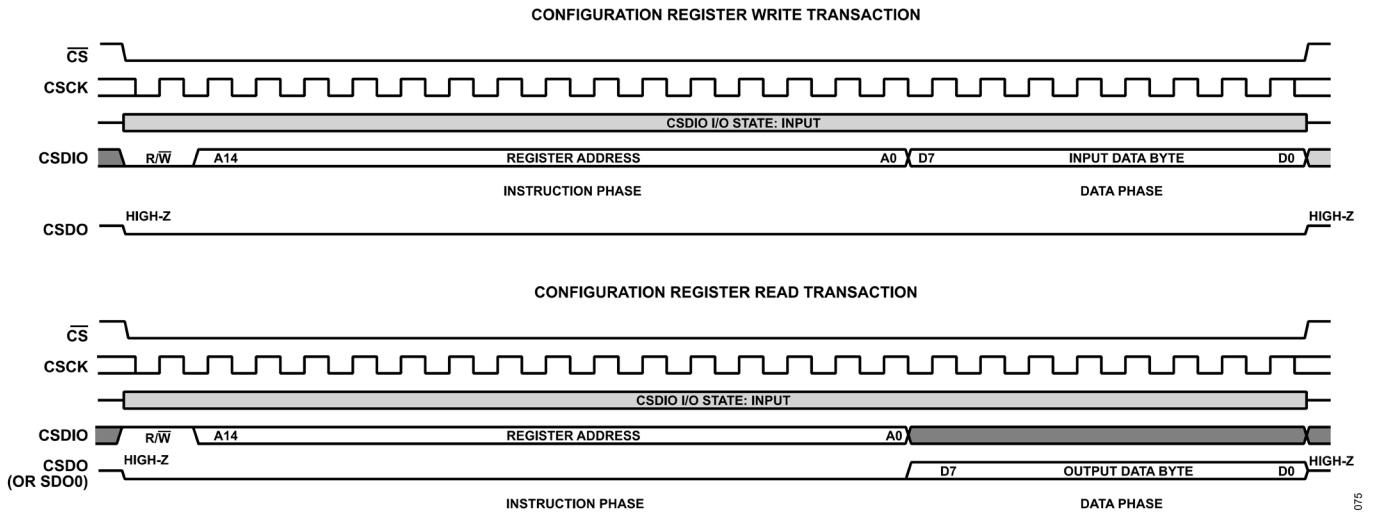 CONFIGURATION REGISTER WRITE TRANSACTION
CS
CSCK
CSDIO I/O STATE: INPUT
CSDIO R/W A14 REGISTER ADDRESS A0 D7 INPUT DATA BYTE D0
INSTRUCTION PHASE DATA PHASE
HIGH-Z HIGH-Z
CSDO
CONFIGURATION REGISTER READ TRANSACTION
CS
CSCK
CSDIO I/O STATE: INPUT
CSDIO R/W A14 REGISTER ADDRESS A0
HIGH-Z HIGH-Z
CSDO
(OR SDO0) D7 OUTPUT DATA BYTE D0
INSTRUCTION PHASE DATA PHASE
075